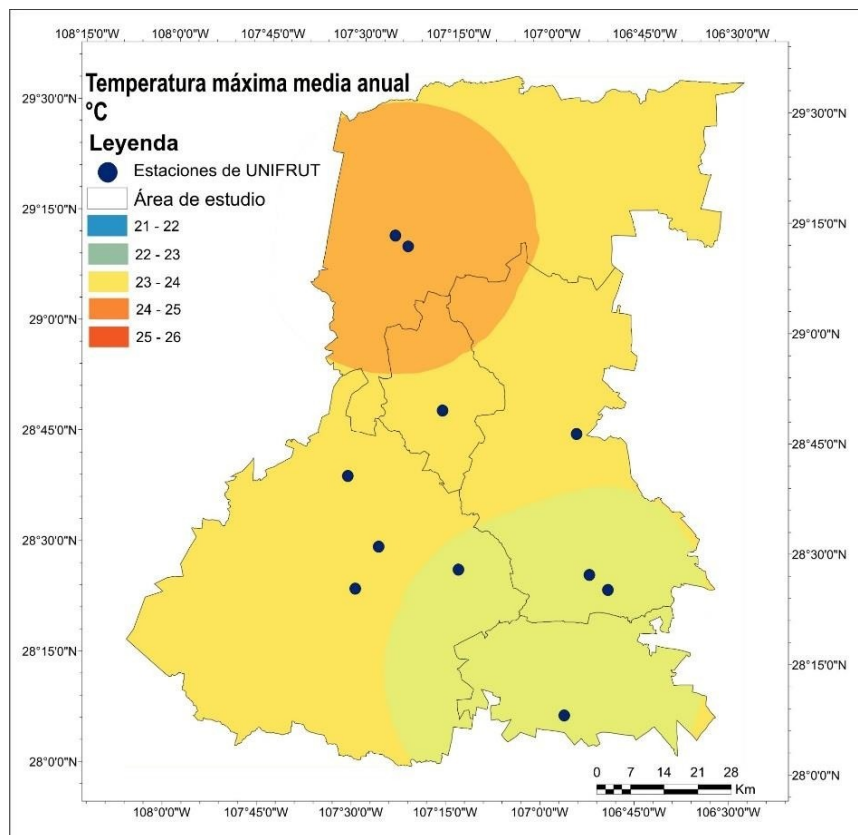 108°15'0"W 108°0'0"W 107°45'0"W 107°30'0"W 107°15'0"W 107°0'0"W 106°45'0"W 106°30'0"W
Temperatura máxima media anual
°C
Leyenda
Estaciones de UNIFRUT
Área de estudio
21 - 22
22 - 23
23 - 24
24 - 25
25 - 26
29°30'0"N
29°15'0"N
29°0'0"N
28°45'0"N
28°30'0"N
28°15'0"N
28°0'0"N
29°30'0"N
29°15'0"N
29°0'0"N
28°45'0"N
28°30'0"N
28°15'0"N
28°0'0"N
0 7 14 21 28
Km
108°0'0"W 107°45'0"W 107°30'0"W 107°15'0"W 107°0'0"W 106°45'0"W 106°30'0"W